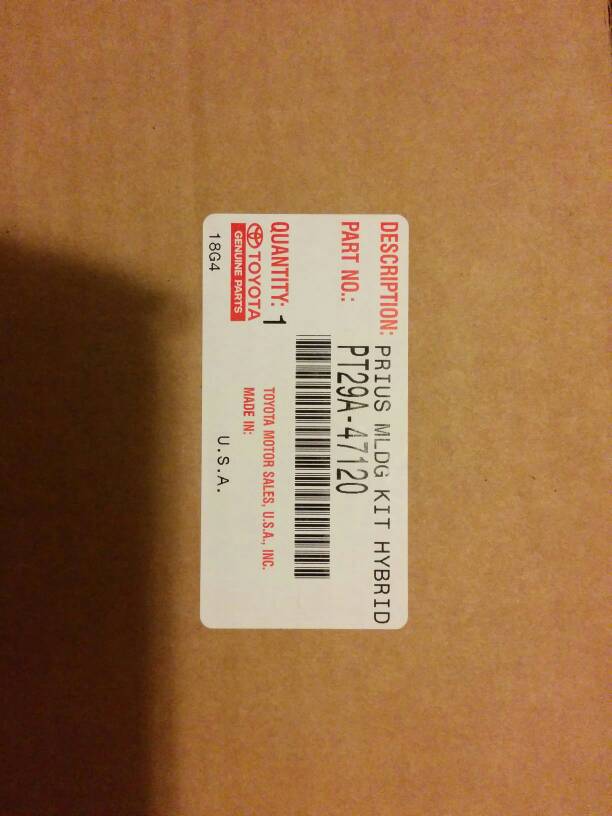 DESCRIPTION: PRIUS MLDG KIT HYBRID
PART NO.: PT29A-47120
QUANTITY: 1
TOYOTA
GENUINE PARTS
TOYOTA MOTOR SALES, U.S.A., INC.
MADE IN:
U.S.A.
18G4